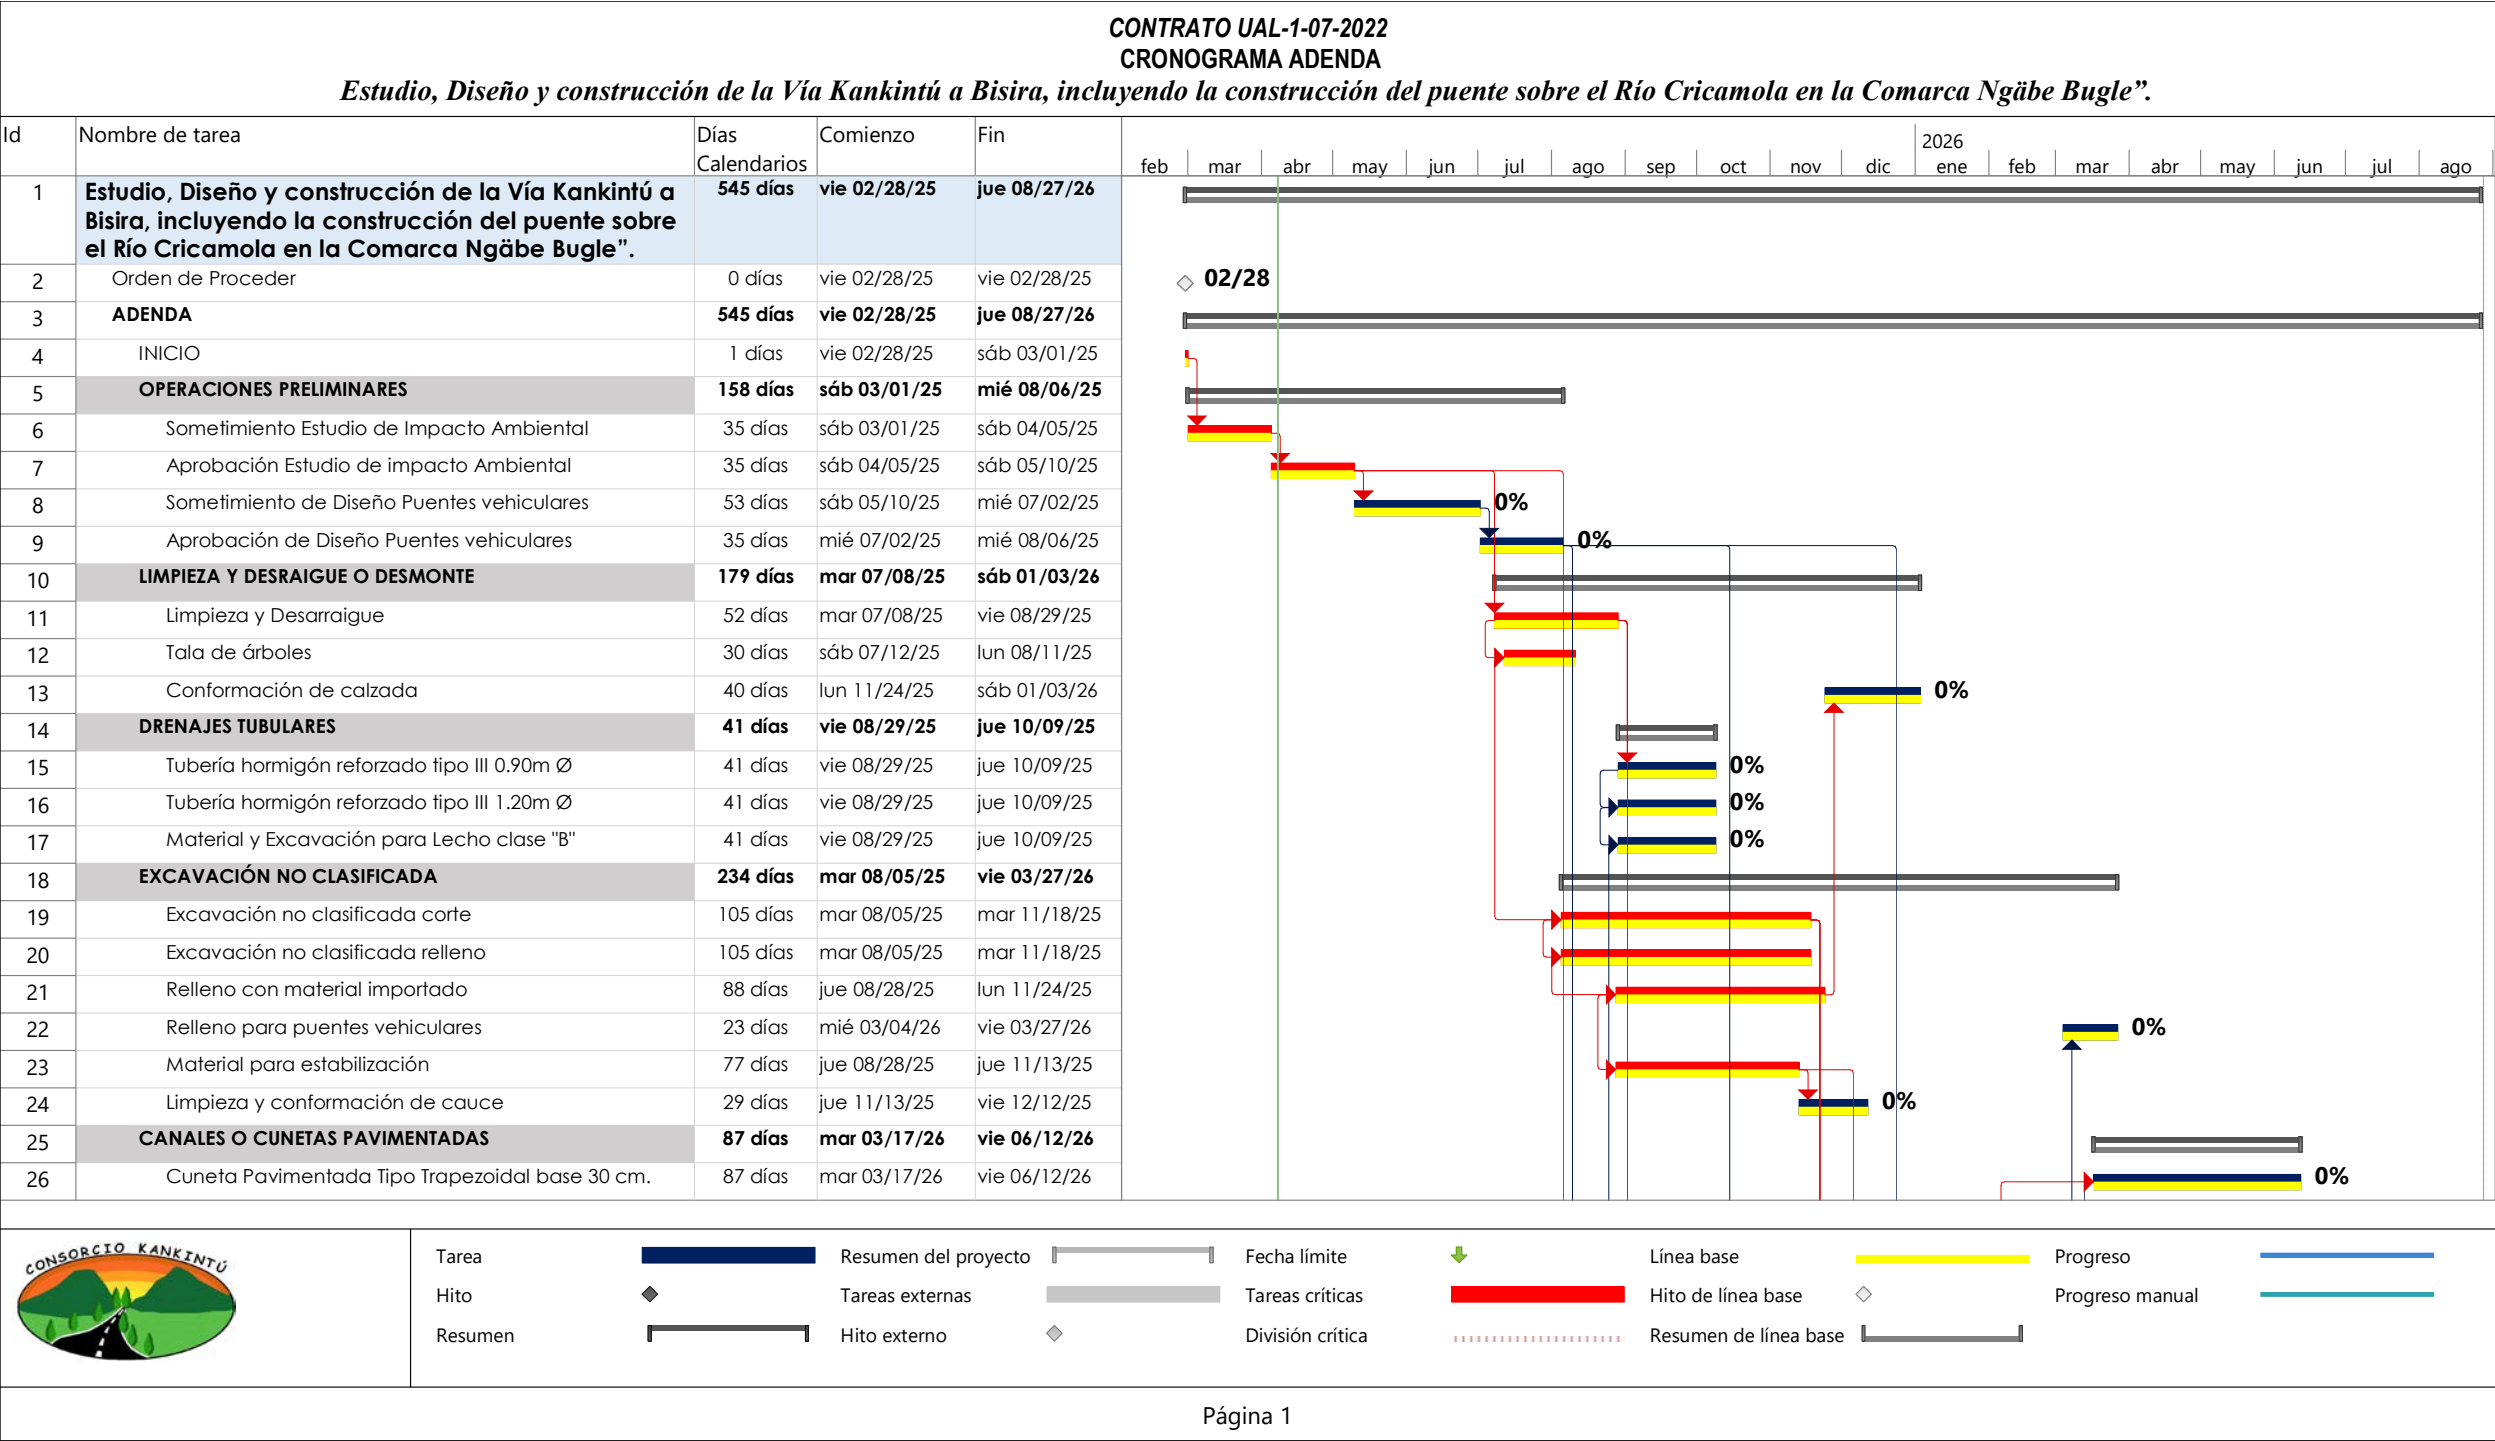 CONTRATO UAL-1-07-2022
CRONOGRAMA ADENDA
Estudio, Diseño y construcción de la Vía Kankintú a Bisira, incluyendo la construcción del puente sobre el Río Cricamola en la Comarca Ngäbe Bugle”.
Id Nombre de tarea Días Calendarios Comienzo Fin
2026
feb mar abr may jun jul ago sep oct nov dic ene feb mar abr may jun jul ago
1 Estudio, Diseño y construcción de la Vía Kankintú a 545 días vie 02/28/25 jue 08/27/26
Bisira, incluyendo la construcción del puente sobre
el Río Cricamola en la Comarca Ngäbe Bugle”.
2 Orden de Proceder 0 días vie 02/28/25 vie 02/28/25 02/28
3 ADENDA 545 días vie 02/28/25 jue 08/27/26
4 INICIO 1 días vie 02/28/25 sáb 03/01/25
5 OPERACIONES PRELIMINARES 158 días sáb 03/01/25 mié 08/06/25
6 Sometimiento Estudio de Impacto Ambiental 35 días sáb 03/01/25 sáb 04/05/25
7 Aprobación Estudio de impacto Ambiental 35 días sáb 04/05/25 sáb 05/10/25
8 Sometimiento de Diseño Puentes vehiculares 53 días sáb 05/10/25 mié 07/02/25 0%
9 Aprobación de Diseño Puentes vehiculares 35 días mié 07/02/25 mié 08/06/25 0%
10 LIMPIEZA Y DESRAIGUE O DESMONTE 179 días mar 07/08/25 sáb 01/03/26
11 Limpieza y Desarraigue 52 días mar 07/08/25 vie 08/29/25
12 Tala de árboles 30 días sáb 07/12/25 lun 08/11/25
13 Conformación de calzada 40 días lun 11/24/25 sáb 01/03/26 0%
14 DRENAJES TUBULARES 41 días vie 08/29/25 jue 10/09/25
15 Tubería hormigón reforzado tipo III 0.90m Ø 41 días vie 08/29/25 jue 10/09/25 0%
16 Tubería hormigón reforzado tipo III 1.20m Ø 41 días vie 08/29/25 jue 10/09/25 0%
17 Material y Excavación para Lecho clase "B" 41 días vie 08/29/25 jue 10/09/25 0%
18 EXCAVACIÓN NO CLASIFICADA 234 días mar 08/05/25 vie 03/27/26
19 Excavación no clasificada corte 105 días mar 08/05/25 mar 11/18/25
20 Excavación no clasificada relleno 105 días mar 08/05/25 mar 11/18/25
21 Relleno con material importado 88 días jue 08/28/25 lun 11/24/25
22 Relleno para puentes vehiculares 23 días mié 03/04/26 vie 03/27/26 0%
23 Material para estabilización 77 días jue 08/28/25 jue 11/13/25
24 Limpieza y conformación de cauce 29 días jue 11/13/25 vie 12/12/25 0%
25 CANALES O CUNETAS PAVIMENTADAS 87 días mar 03/17/26 vie 06/12/26
26 Cuneta Pavimentada Tipo Trapezoidal base 30 cm. 87 días mar 03/17/26 vie 06/12/26 0%
CONSORCIO KANKINTÚ
Tarea Resumen del proyecto Fecha límite Línea base Progreso
Hito Tareas externas Tareas críticas Hito de línea base Progreso manual
Resumen Hito externo División crítica Resumen de línea base
Página 1